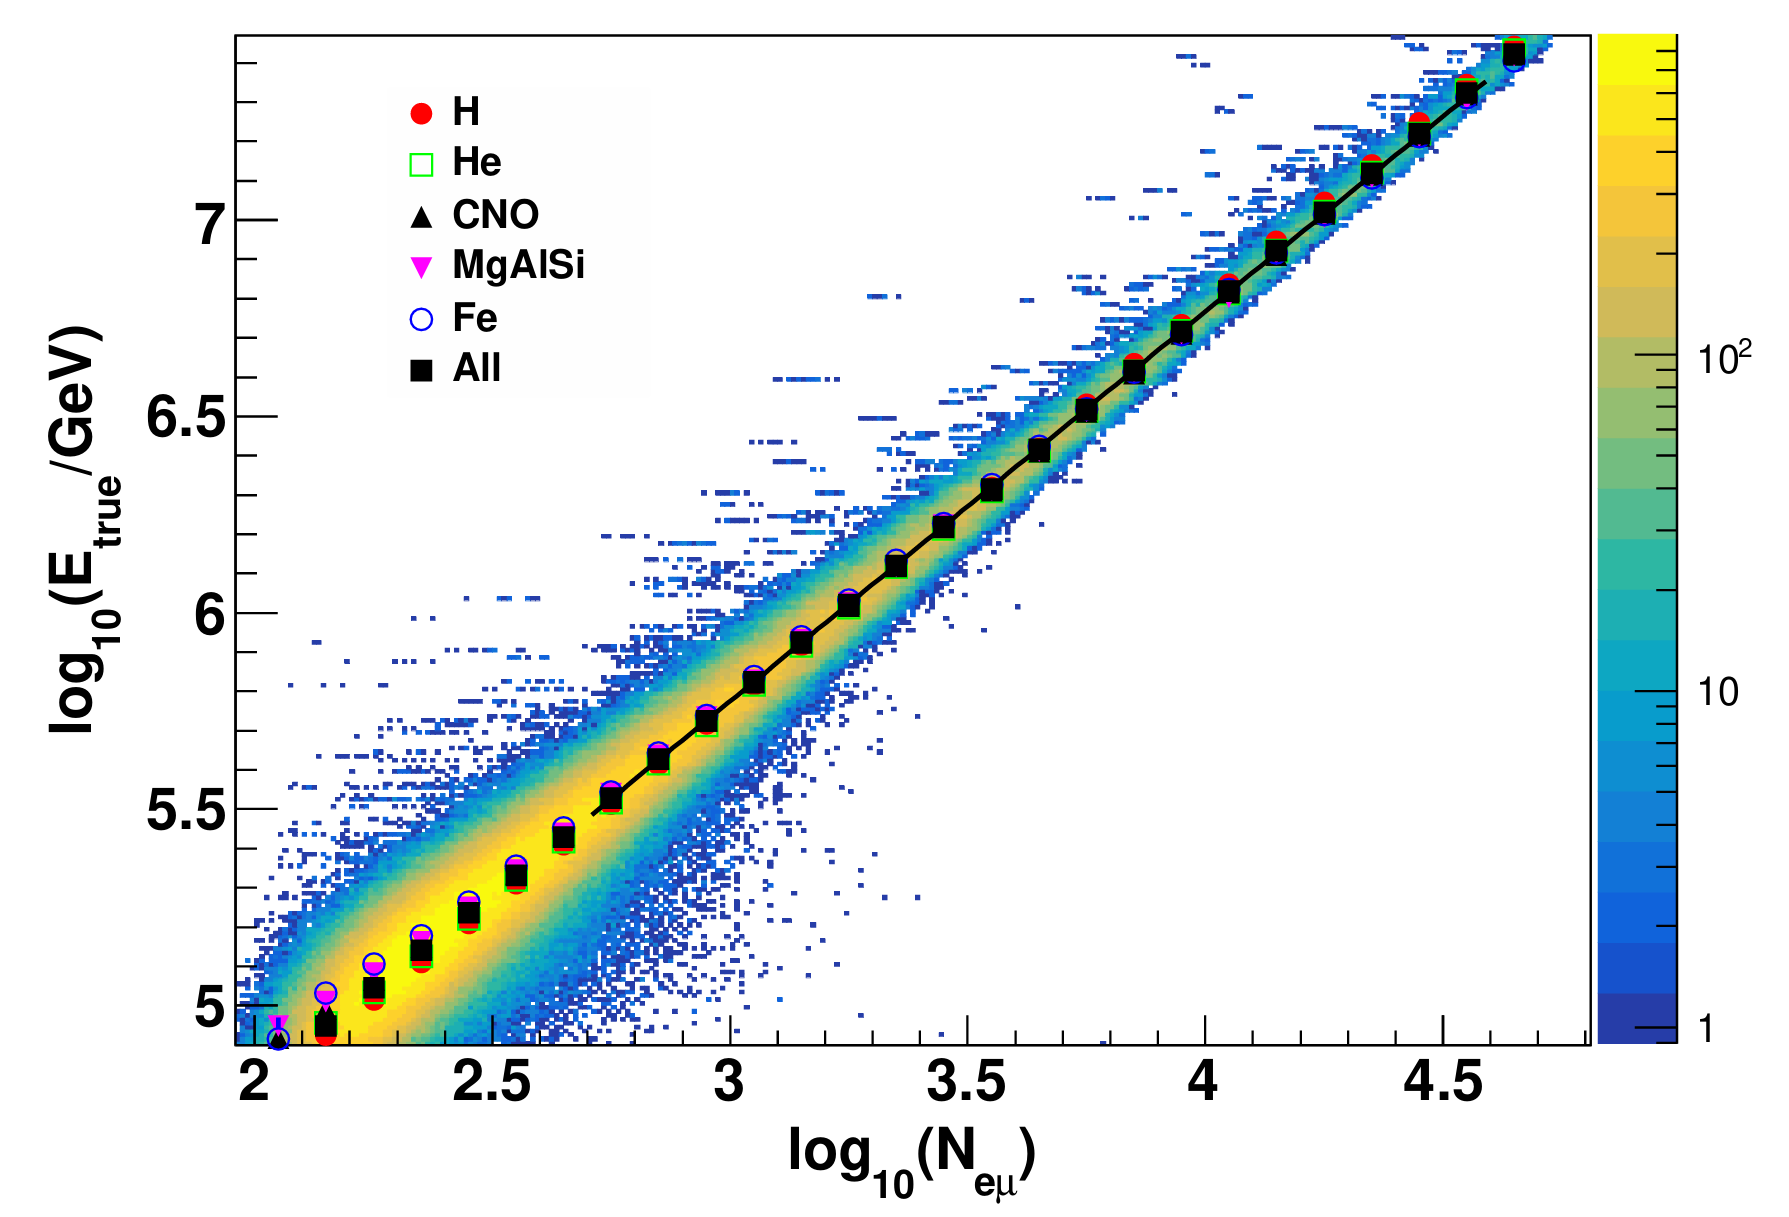 H
He
CNO
MgAlSi
Fe
All
log10(Etrue/GeV)
7
6.5
6
5.5
5
2 2.5 3 3.5 4 4.5
log10(Neμ)
10²
10
1